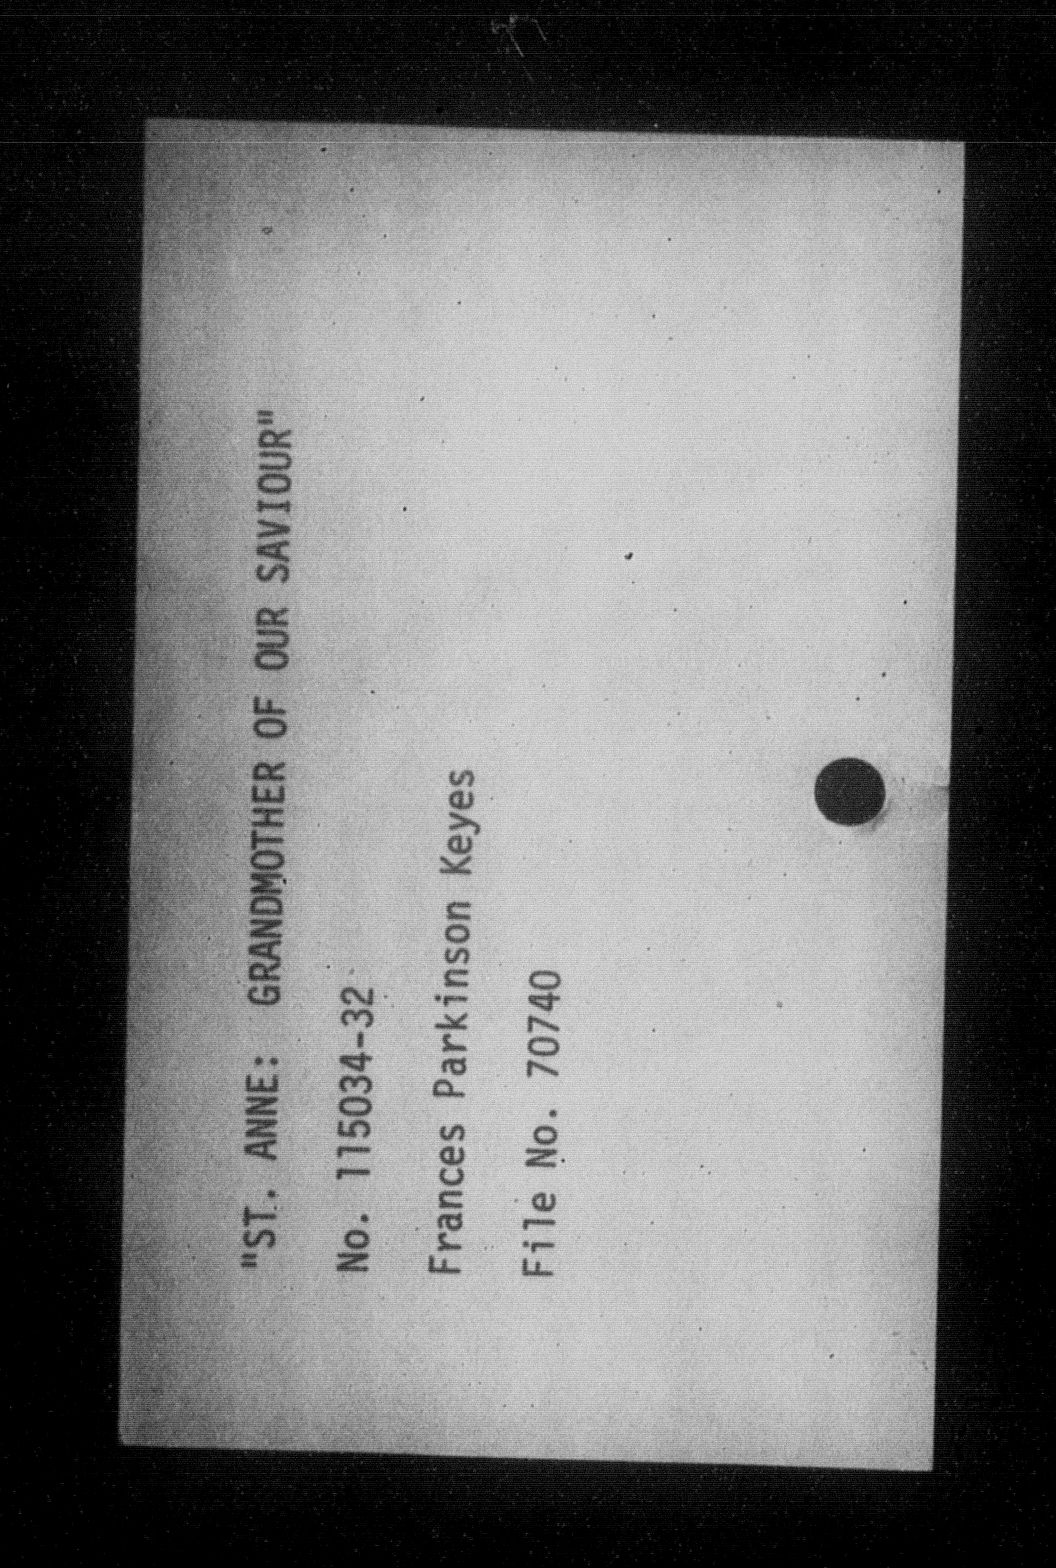 "ST. ANNE:  GRANDMOTHER OF OUR SAVIOUR"
No. 115034-32
Frances Parkinson Keyes
File No. 70740